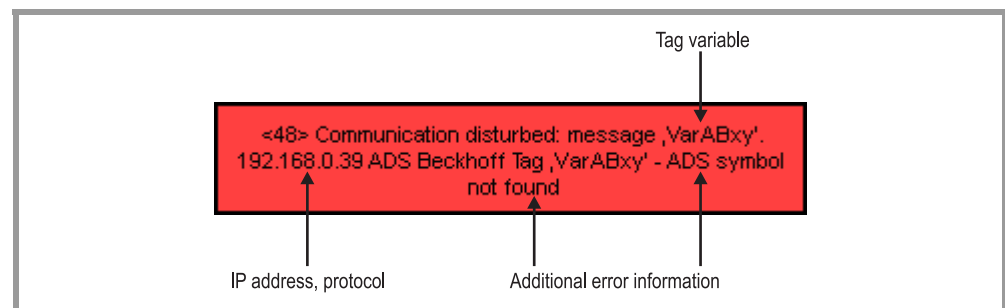 Tag variable
<48> Communication disturbed: message ‚VarABxy'.
192.168.0.39 ADS Beckhoff Tag ‚VarABxy' - ADS symbol
not found
IP address, protocol
Additional error information